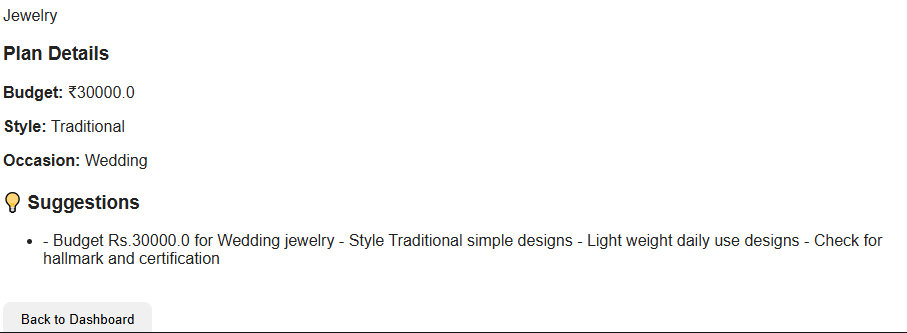 Jewelry
Plan Details
Budget: ₹30000.0
Style: Traditional
Occasion: Wedding
💡 Suggestions
• - Budget Rs.30000.0 for Wedding jewelry - Style Traditional simple designs - Light weight daily use designs - Check for
hallmark and certification
Back to Dashboard